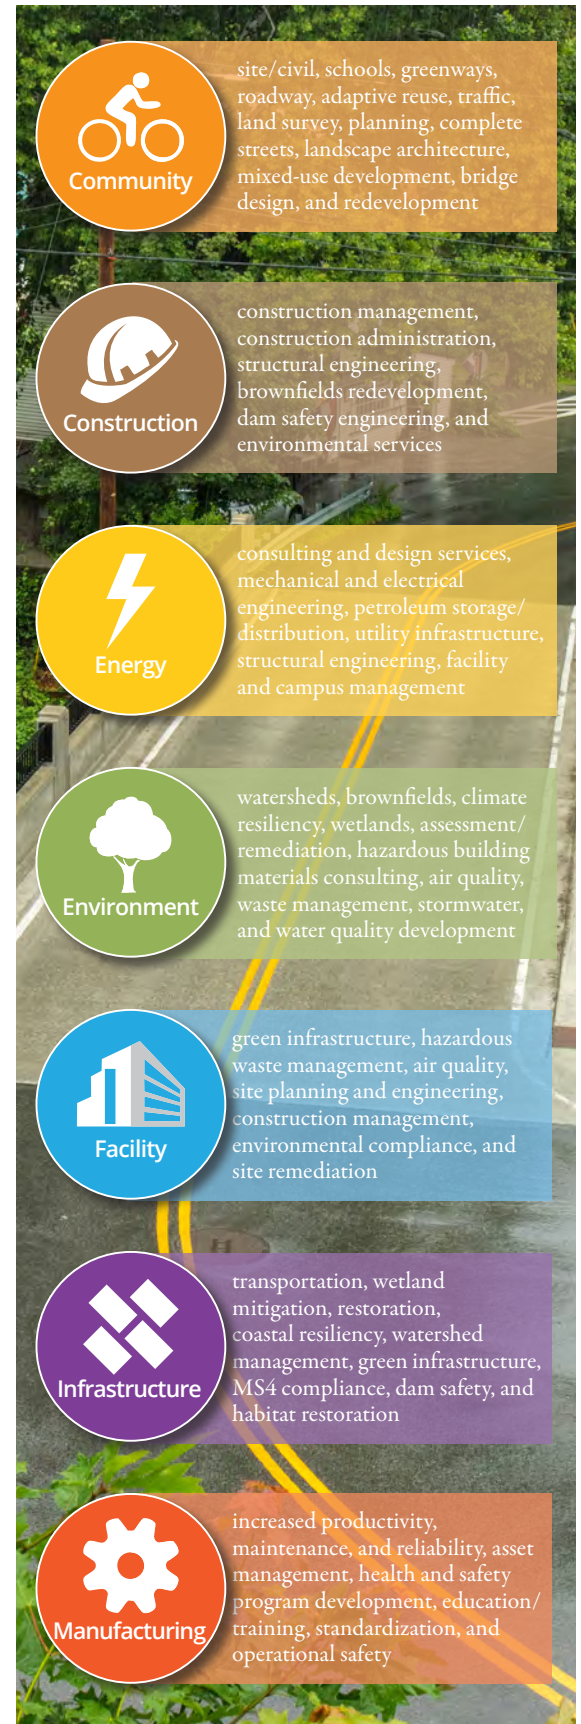 Community
site/civil, schools, greenways,
roadway, adaptive reuse, traffic,
land survey, planning, complete
streets, landscape architecture,
mixed-use development, bridge
design, and redevelopment
Construction
construction management,
construction administration,
structural engineering,
brownfields redevelopment,
dam safety engineering, and
environmental services
Energy
consulting and design services,
mechanical and electrical
engineering, petroleum storage/
distribution, utility infrastructure,
structural engineering, facility
and campus management
Environment
watersheds, brownfields, climate
resiliency, wetlands, assessment/
remediation, hazardous building
materials consulting, air quality,
waste management, stormwater,
and water quality development
Facility
green infrastructure, hazardous
waste management, air quality,
site planning and engineering,
construction management,
environmental compliance, and
site remediation
Infrastructure
transportation, wetland
mitigation, restoration,
coastal resiliency, watershed
management, green infrastructure,
MS4 compliance, dam safety, and
habitat restoration
Manufacturing
increased productivity,
maintenance, and reliability, asset
management, health and safety
program development, education/
training, standardization, and
operational safety